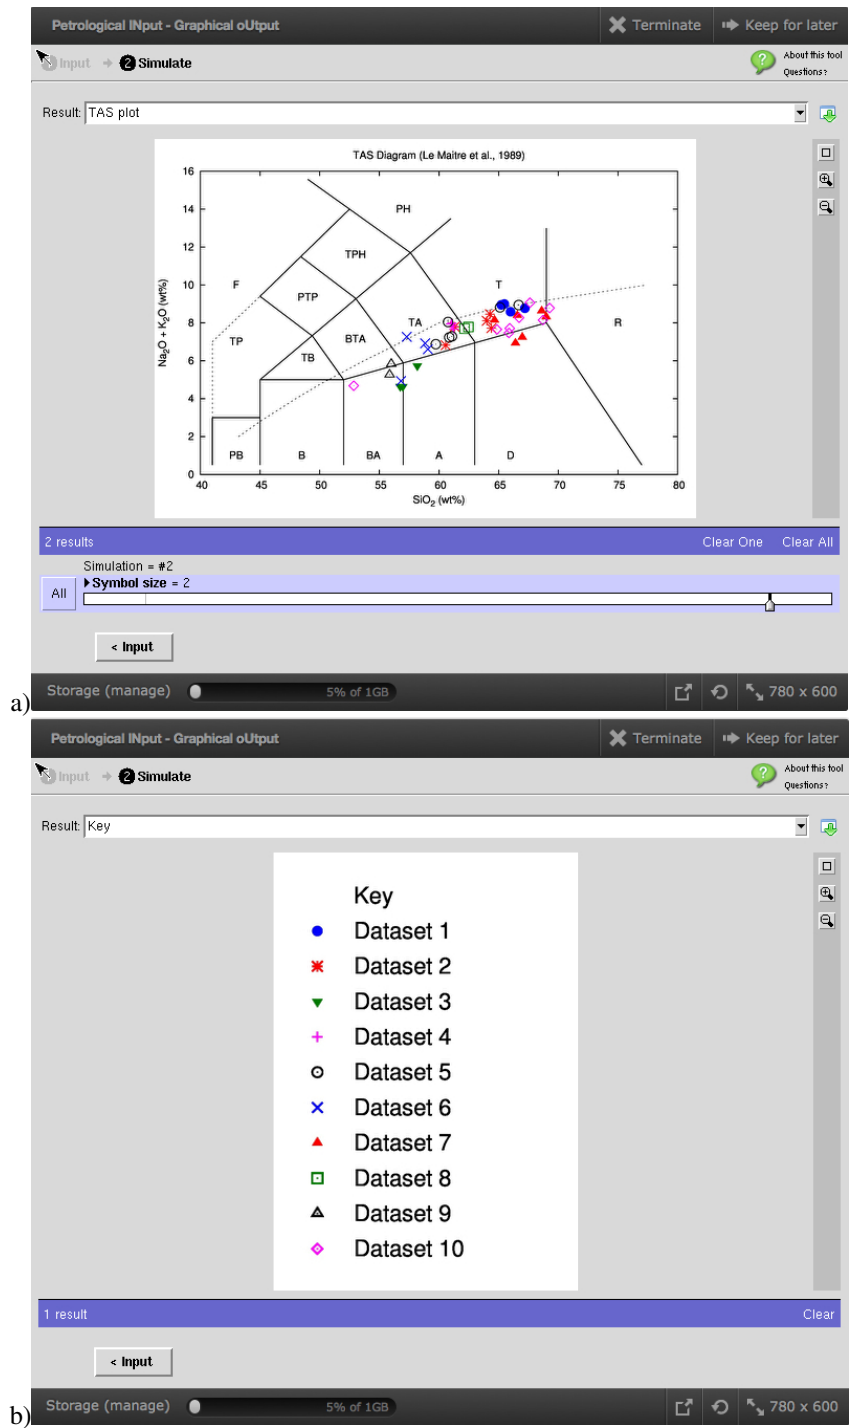 Petrological INput - Graphical oUtput
Terminate
Keep for later
1 Input
2 Simulate
About this tool
Questions?
Result: TAS plot
TAS Diagram (Le Maitre et al., 1989)
16
14
12
10
8
6
4
2
0
Na2O + K2O (wt%)
PH
TPH
F
PTP
T
TP
BTA
TA
R
TB
PB
B
BA
A
D
40
45
50
55
60
65
70
75
80
SiO2 (wt%)
2 results
Clear One
Clear All
Simulation = #2
All
Symbol size = 2
< Input
Storage (manage)
5% of 1GB
780 x 600
a)
Petrological INput - Graphical oUtput
Terminate
Keep for later
Input
2 Simulate
About this tool
Questions?
Result: Key
Key
Dataset 1
Dataset 2
Dataset 3
Dataset 4
Dataset 5
Dataset 6
Dataset 7
Dataset 8
Dataset 9
Dataset 10
1 result
Clear
< Input
Storage (manage)
5% of 1GB
780 x 600
b)